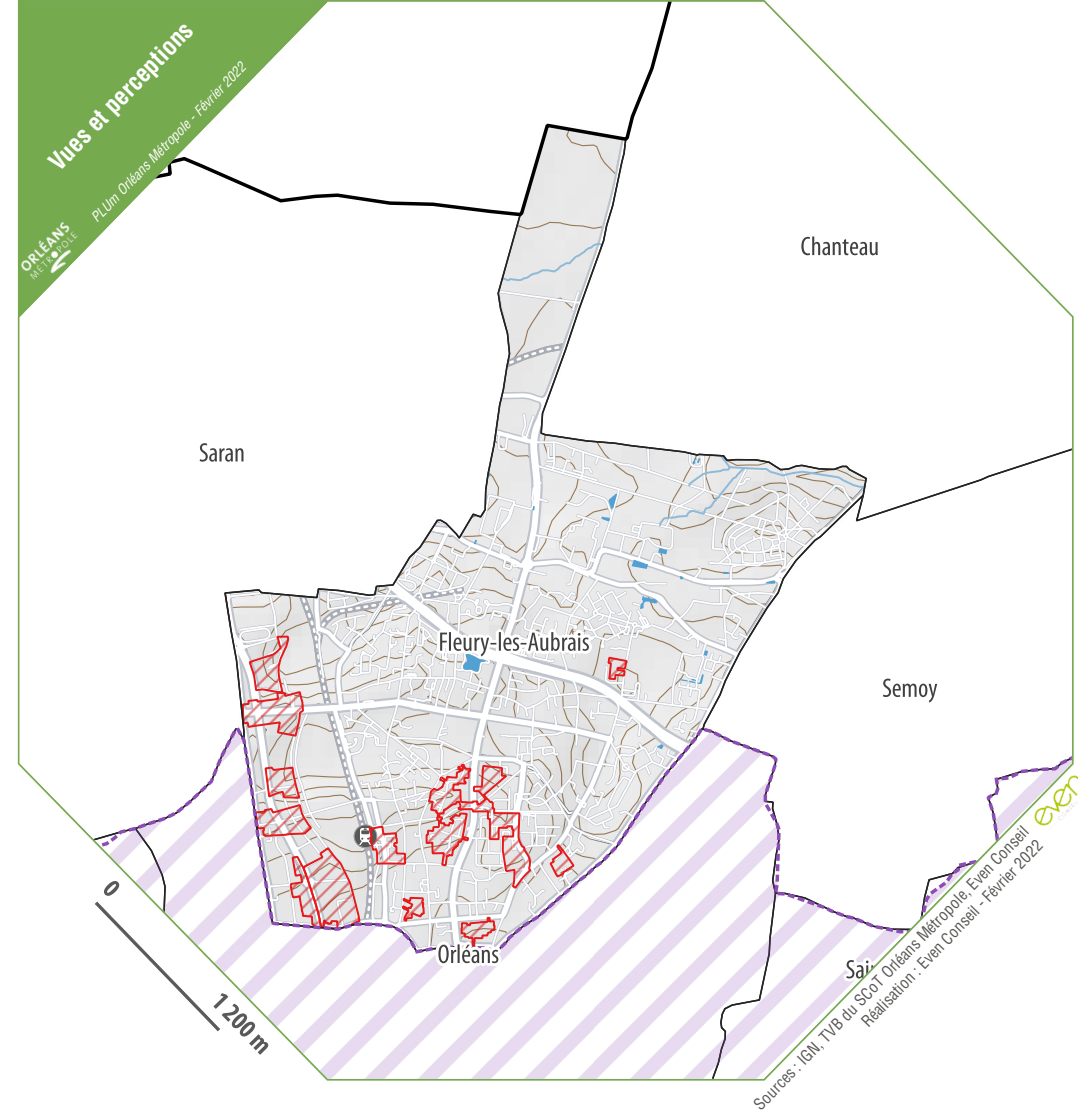 Vues et perceptions
PLUm Orléans Métropole - Février 2022
ORLÉANS
MÉTROPOLE
Chanteau
Saran
Fleury-les-Aubrais
Semoy
Orléans
Sai
0
1 200 m
even
Sources : IGN, TVB du SCoT Orléans Métropole, Even Conseil
Réalisation : Even Conseil - Février 2022